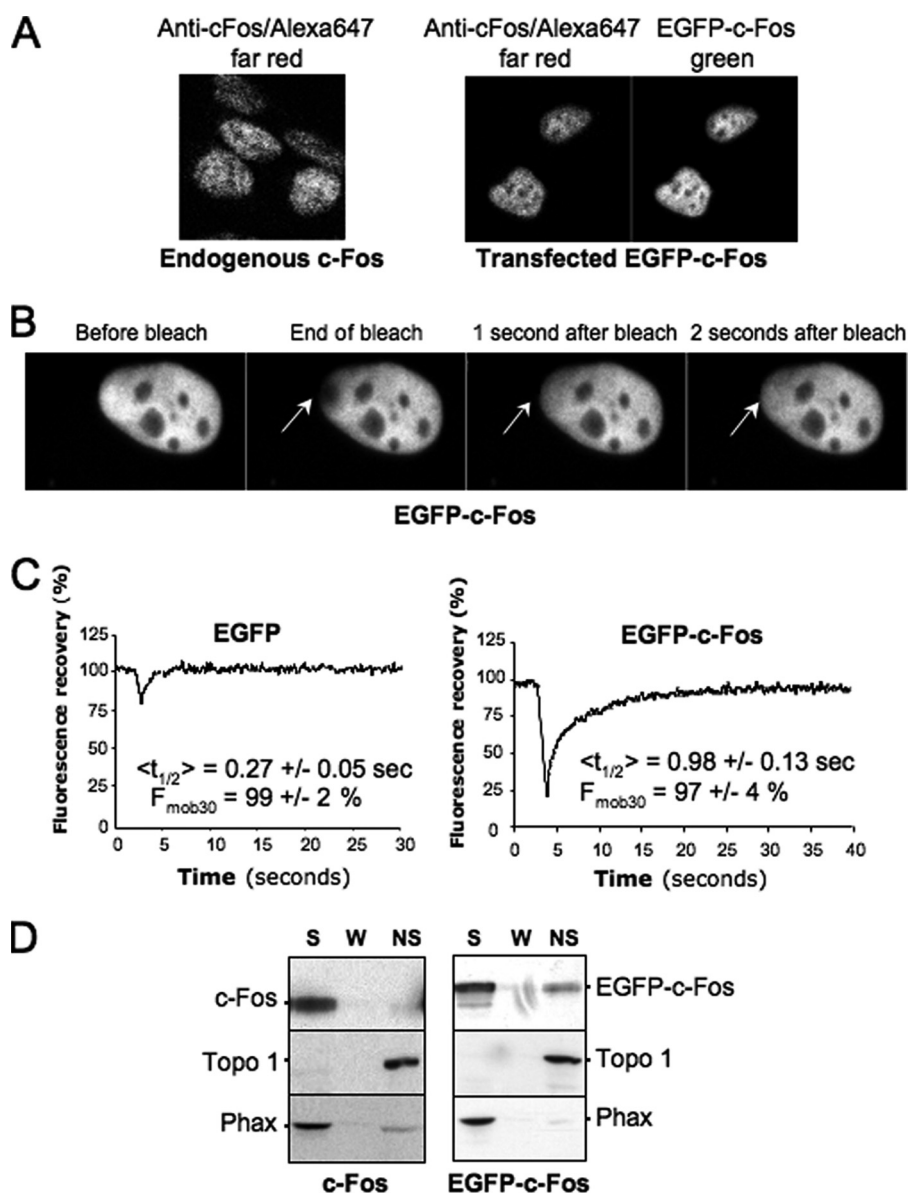 A
Anti-cFos/Alexa647
far red
Endogenous c-Fos
Anti-cFos/Alexa647
far red
EGFP-c-Fos
green
Transfected EGFP-c-Fos
B
Before bleach
End of bleach
1 second after bleach
2 seconds after bleach
EGFP-c-Fos
C
Fluorescence recovery (%)
125
100
75
50
25
0
EGFP
<t1/2> = 0.27 +/- 0.05 sec
Fmob30 = 99 +/- 2 %
0 5 10 15 20 25 30
Time (seconds)
Fluorescence recovery (%)
125
100
75
50
25
0
EGFP-c-Fos
<t1/2> = 0.98 +/- 0.13 sec
Fmob30 = 97 +/- 4 %
0 5 10 15 20 25 30 40
Time (seconds)
D
S W NS
c-Fos
Topo 1
Phax
c-Fos
S W NS
EGFP-c-Fos
Topo 1
Phax
EGFP-c-Fos